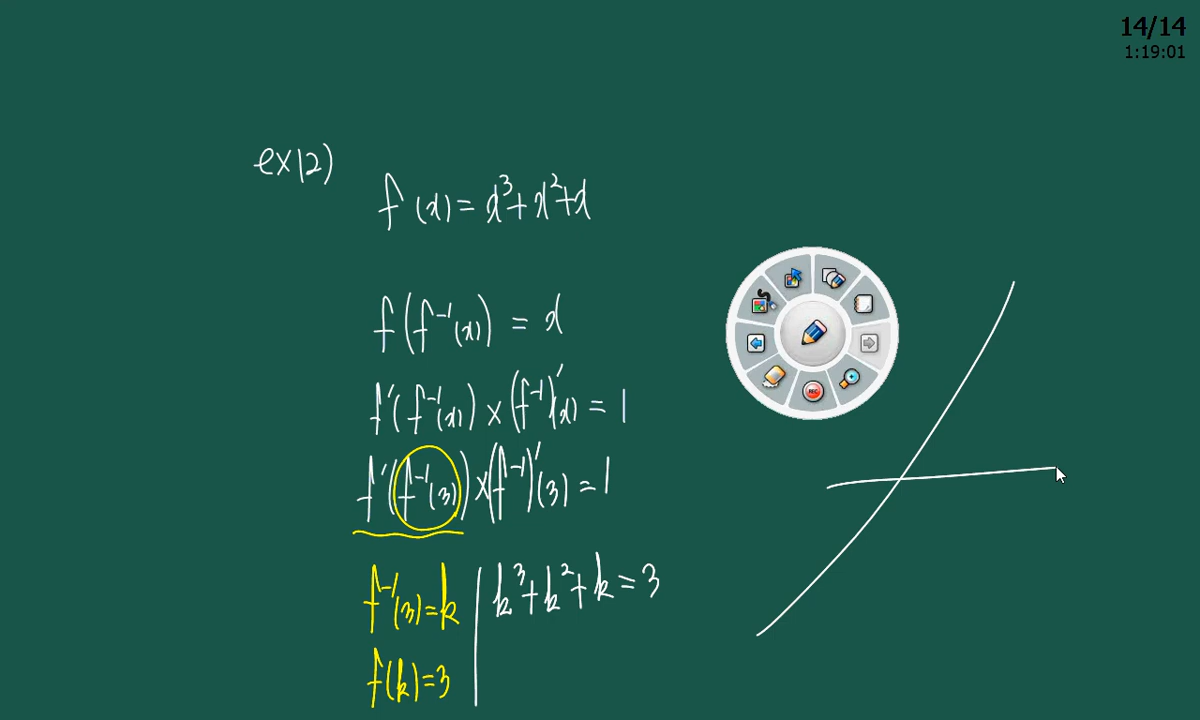 14/14
1:19:01
ex12)
f(x)=x³+x²+x
f(f⁻¹(x)) = x
f'(f⁻¹(x))×(f⁻¹)'(x)=1
f'(f⁻¹(3))×(f⁻¹)'(3)=1
f⁻¹(3)=k
f(k)=3
k³+k²+k=3
REC